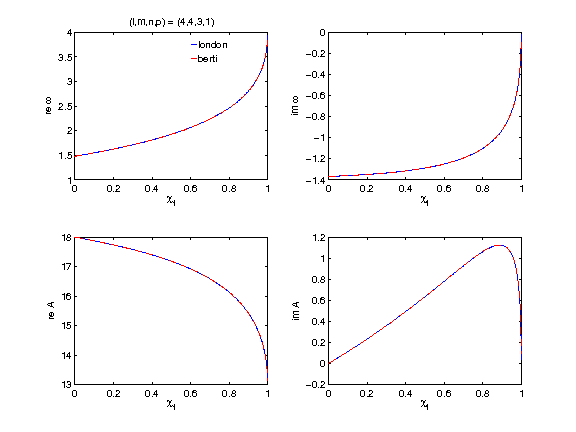 (l,m,n,p) = (4,4,3,1)
4
3.5
3
2.5
2
1.5
1
re ω
london
berti
0 0.2 0.4 0.6 0.8 1
χf
0
−0.2
−0.4
−0.6
−0.8
−1
−1.2
−1.4
im ω
0 0.2 0.4 0.6 0.8 1
χf
18
17
16
15
14
13
re A
0 0.2 0.4 0.6 0.8 1
χf
1.2
1
0.8
0.6
0.4
0.2
0
−0.2
im A
0 0.2 0.4 0.6 0.8 1
χf